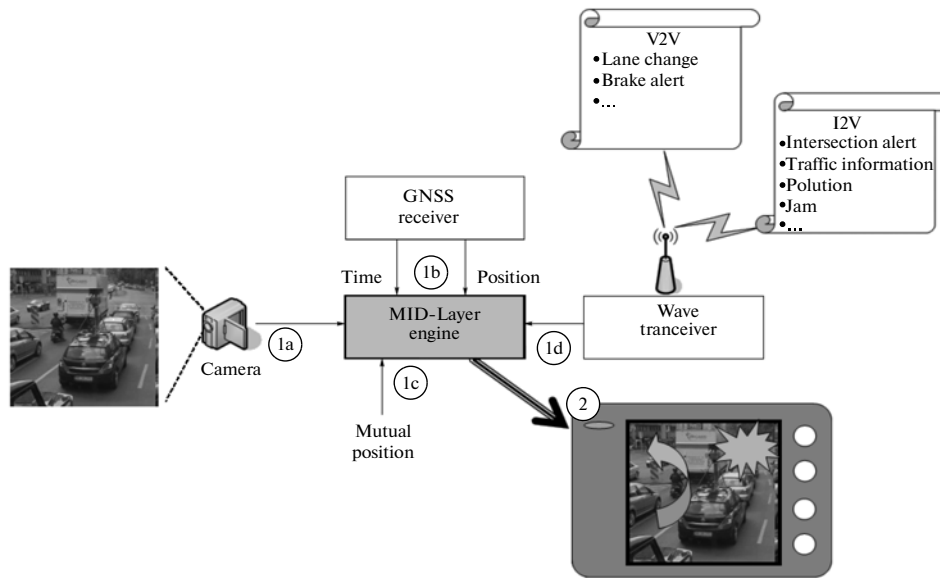 V2V
•Lane change
•Brake alert
•...
I2V
•Intersection alert
•Traffic information
•Polution
•Jam
•...
GNSS
receiver
Time
1b
Position
MID-Layer
engine
Wave
tranceiver
1a
1d
Camera
1c
Mutual
position
2